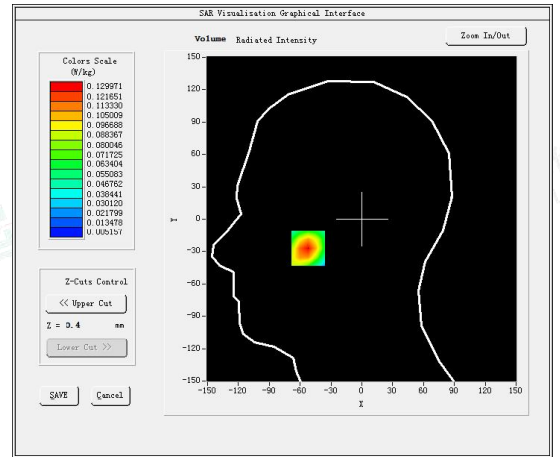 SAR Visualisation Graphical Interface
Volume Radiated Intensity
Zoom In/Out
Colors Scale
(W/kg)
0.129971
0.121651
0.113330
0.105009
0.096688
0.088367
0.080046
0.071725
0.063404
0.055083
0.046762
0.038441
0.030120
0.021799
0.013478
0.005157
Z-Cuts Control
<< Upper Cut
Z = 0.4 mm
Lower Cut >>
SAVE Cancel
150
120
90
60
30
0
-30
-60
-90
-120
-150
Y
-150 -120 -90 -60 -30 0 30 60 90 120 150
X